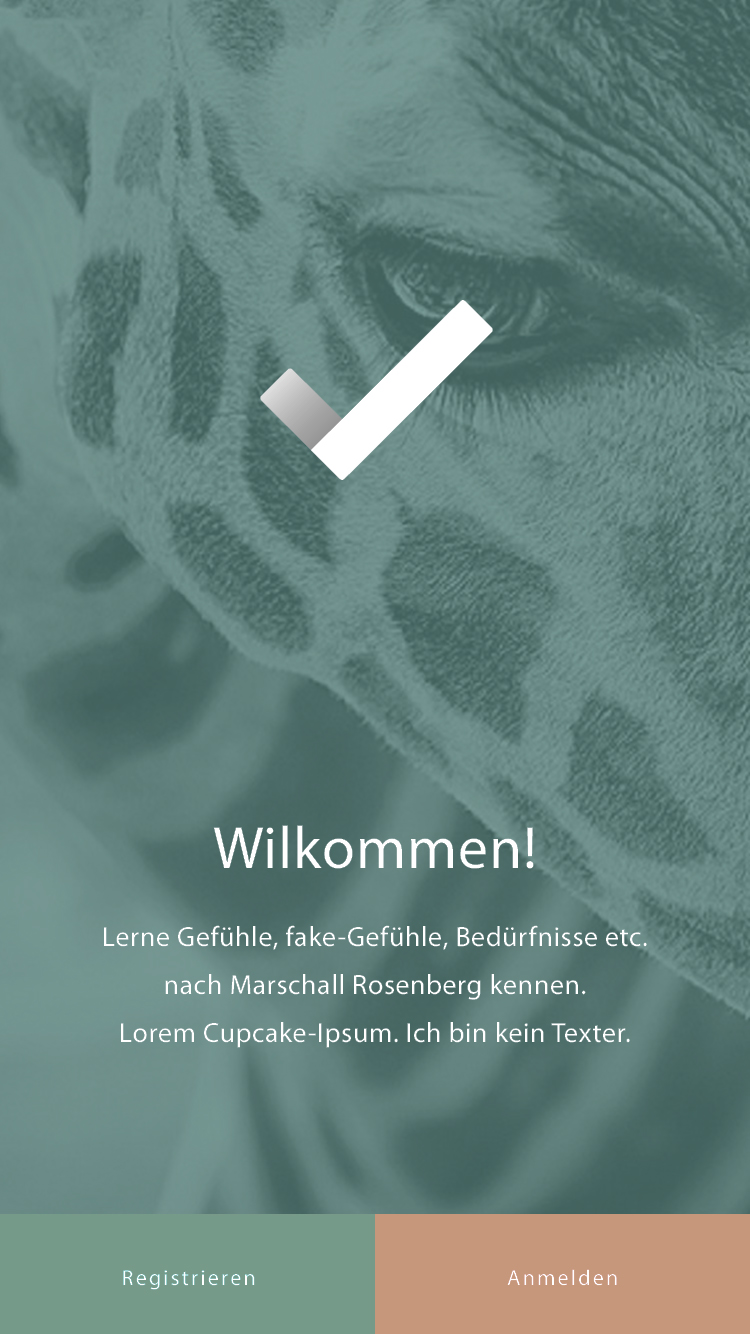 Wilkommen!
Lerne Gefühle, fake-Gefühle, Bedürfnisse etc.
nach Marschall Rosenberg kennen.
Lorem Cupcake-Ipsum. Ich bin kein Texter.
Registrieren
Anmelden